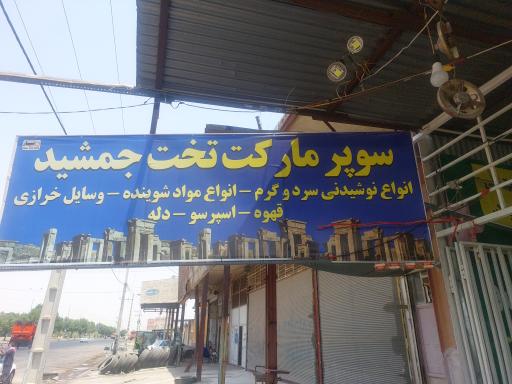 سوپر مارکت تخت جمشید
انواع نوشیدنی سرد و گرم – انواع مواد شوینده – وسایل خرازی
قهوه – اسپرسو – دله